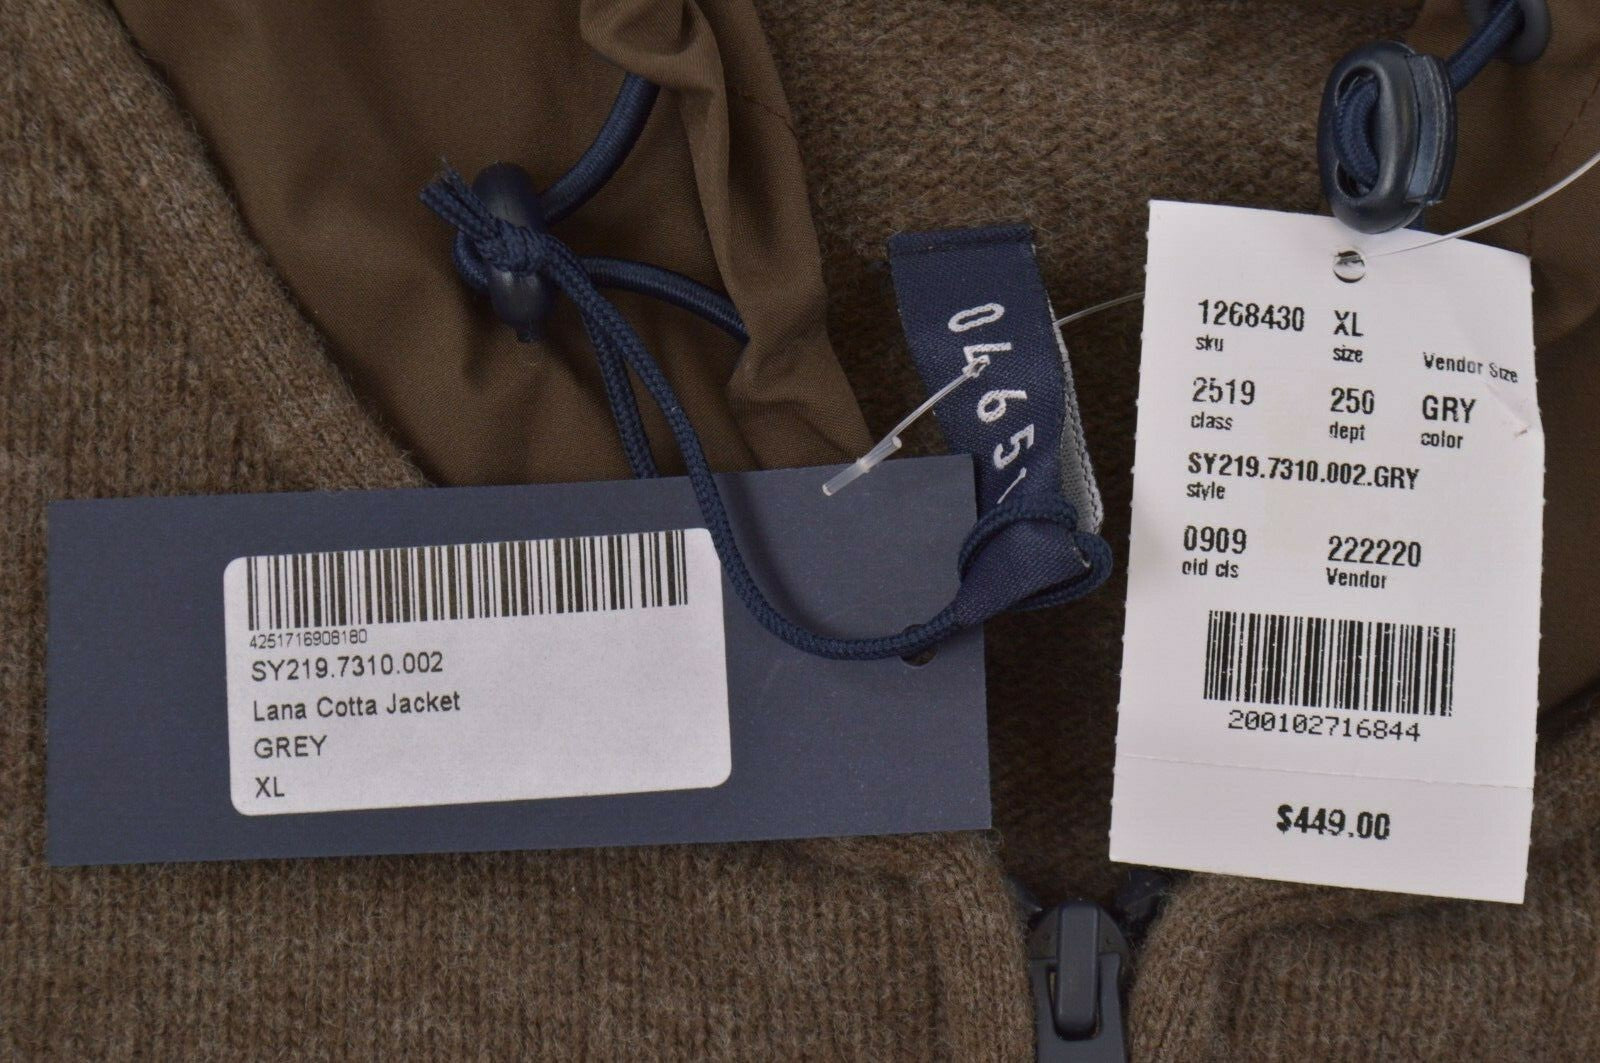 04651
4251716908180
SY219.7310.002
Lana Cotta Jacket
GREY
XL
1268430 XL
sku size Vendor Size
2519 250 GRY
class dept color
SY219.7310.002.GRY
style
0909 222220
old cls Vendor
200102716844
$449.00